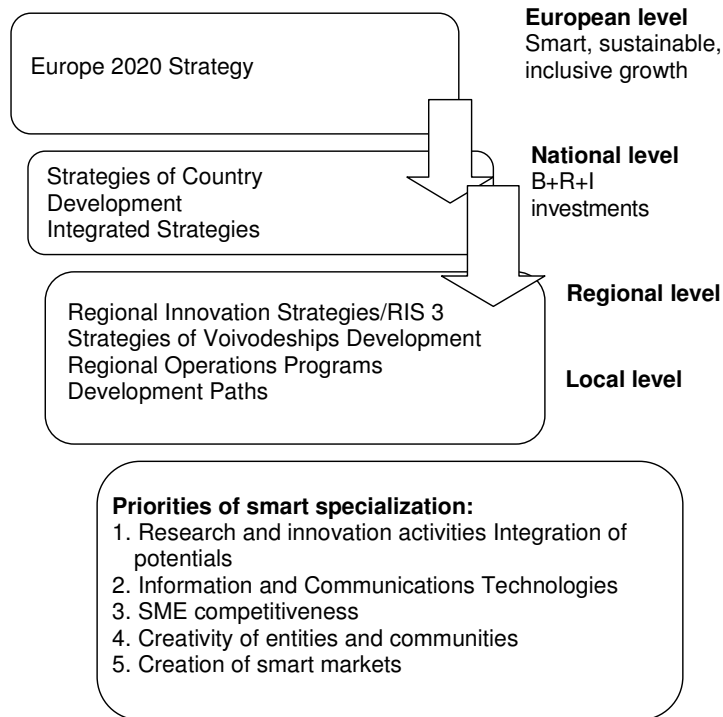 European level
Smart, sustainable,
inclusive growth
Europe 2020 Strategy
National level
B+R+I
investments
Strategies of Country
Development
Integrated Strategies
Regional level
Regional Innovation Strategies/RIS 3
Strategies of Voivodeships Development
Regional Operations Programs
Development Paths
Local level
Priorities of smart specialization:
1. Research and innovation activities Integration of
potentials
2. Information and Communications Technologies
3. SME competitiveness
4. Creativity of entities and communities
5. Creation of smart markets